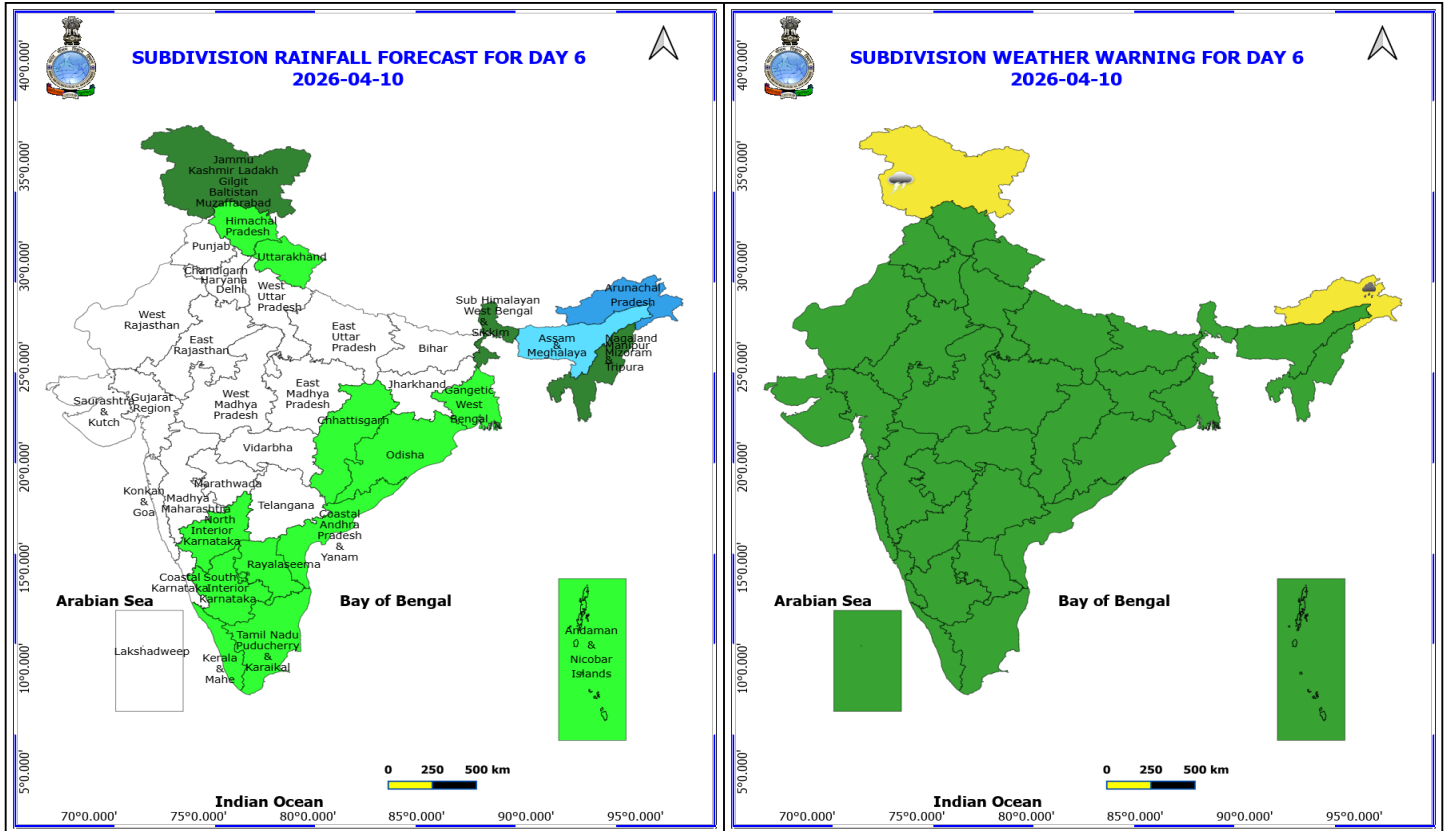 SUBDIVISION RAINFALL FORECAST FOR DAY 6
2026-04-10
40°0.000'
35°0.000'
30°0.000'
25°0.000'
20°0.000'
15°0.000'
10°0.000'
5°0.000'
Jammu
Kashmir Ladakh
Gilgit
Baltistan
Muzaffarabad
Himachal
Pradesh
Punjab
Uttarakhand
Chandigarh
Haryana
Delhi
West
Uttar
Pradesh
West
Rajasthan
East
Rajasthan
East
Uttar
Pradesh
Bihar
Sub Himalayan
West Bengal
&
Sikkim
Arunachal
Pradesh
Assam
&
Meghalaya
Nagaland
Manipur
Mizoram
&
Tripura
Saurashtra
&
Kutch
Gujarat
Region
West
Madhya
Pradesh
East
Madhya
Pradesh
Jharkhand
Gangetic
West
Bengal
Chhattisgarh
Odisha
Vidarbha
Konkan
&
Goa
Madhya
Maharashtra
Marathwada
Telangana
North
Interior
Karnataka
Coastal
Andhra
Pradesh
&
Yanam
Rayalaseema
Coastal
Karnataka
South
Interior
Karnataka
Arabian Sea
Bay of Bengal
Lakshadweep
Kerala
&
Mahe
Tamil Nadu
Puducherry
&
Karaikal
Andaman
&
Nicobar
Islands
0 250 500 km
Indian Ocean
70°0.000' 75°0.000' 80°0.000' 85°0.000' 90°0.000' 95°0.000'
SUBDIVISION WEATHER WARNING FOR DAY 6
2026-04-10
40°0.000'
35°0.000'
30°0.000'
25°0.000'
20°0.000'
15°0.000'
10°0.000'
5°0.000'
Arabian Sea
Bay of Bengal
0 250 500 km
Indian Ocean
70°0.000' 75°0.000' 80°0.000' 85°0.000' 90°0.000' 95°0.000'